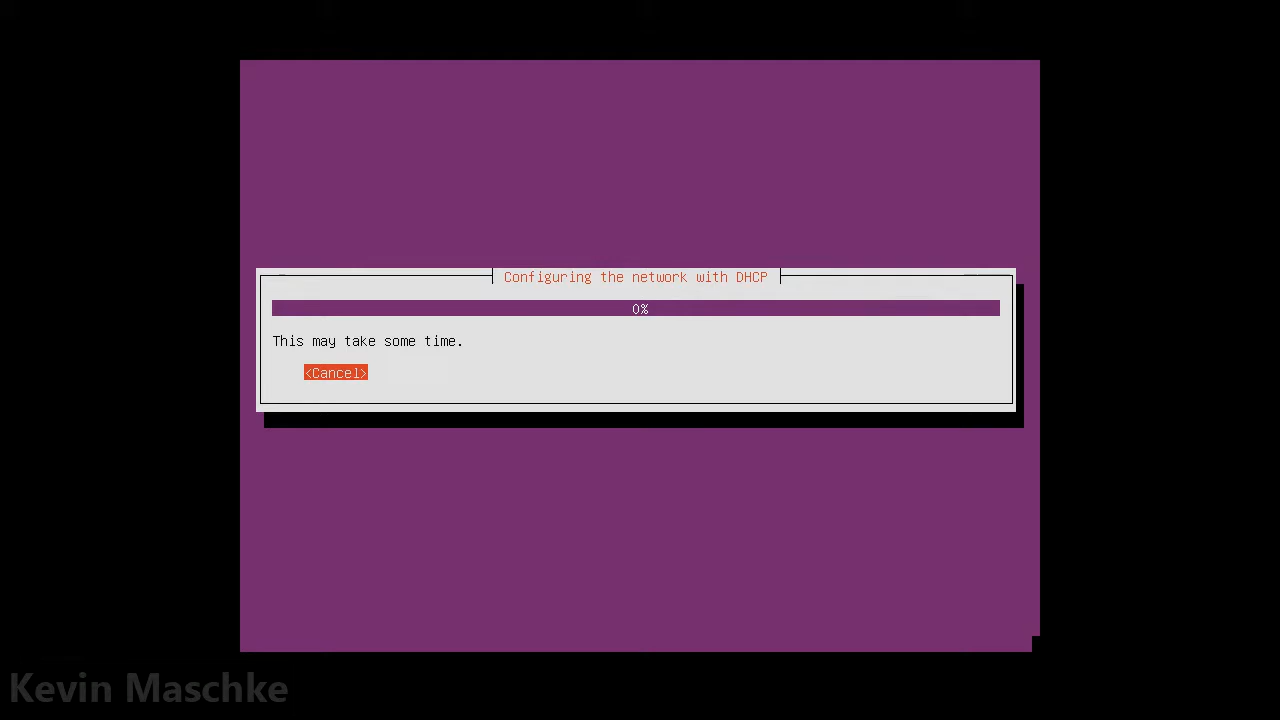 Configuring the network with DHCP
0%
This may take some time.
<Cancel>
Kevin Maschke